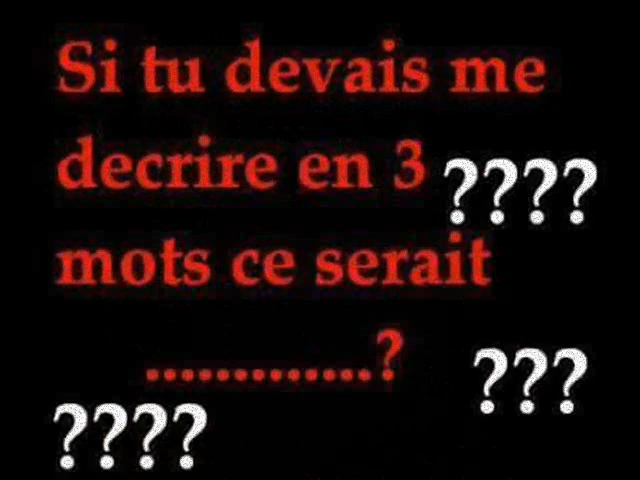 Si tu devais me
decrire en 3 ????
mots ce serait
.............? ???
????